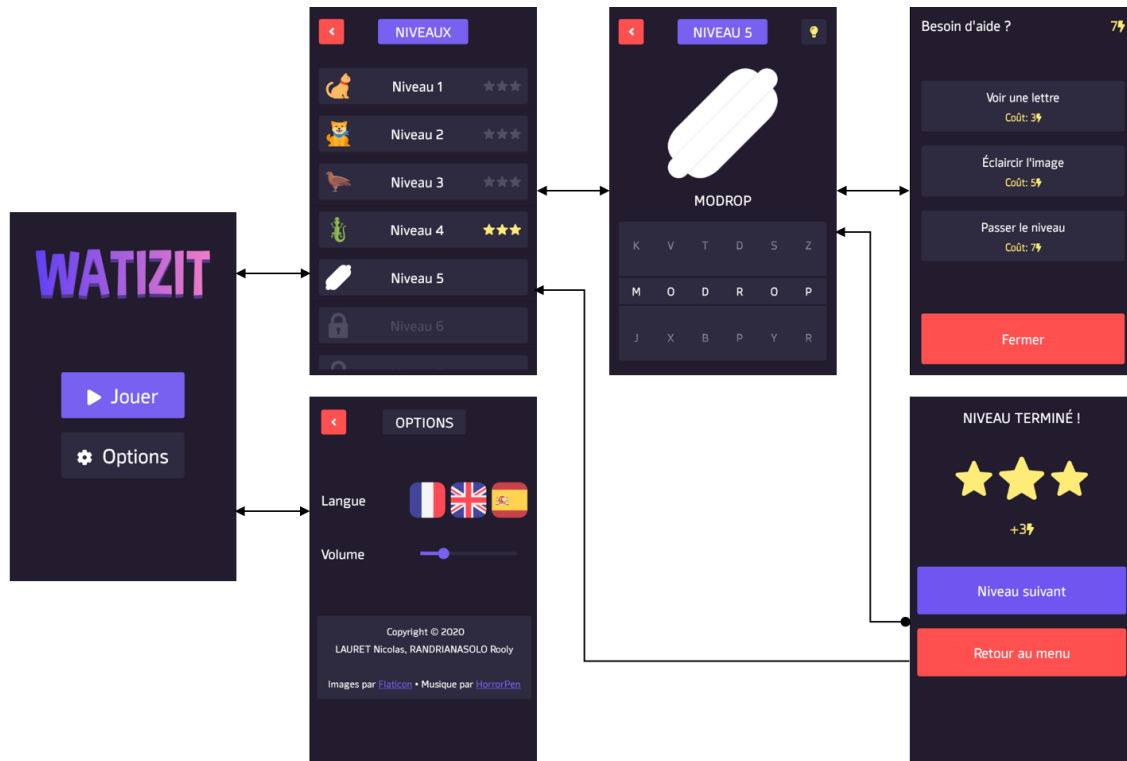 WATIZIT
Jouer
Options
NIVEAUX
Niveau 1
Niveau 2
Niveau 3
Niveau 4
Niveau 5
Niveau 6
OPTIONS
Langue
Volume
Copyright © 2020
LAURET Nicolas, RANDRIANASOLO Rooly
Images par Flaticon • Musique par HorrorPen
NIVEAU 5
MODROP
K V T D S Z
M O D R O P
J X B P Y R
Besoin d'aide ? 7
Voir une lettre
Coût: 3
Éclaircir l'image
Coût: 5
Passer le niveau
Coût: 7
Fermer
NIVEAU TERMINÉ !
+3
Niveau suivant
Retour au menu